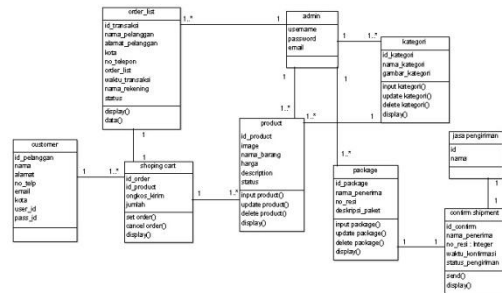 order_list
id_transaksi
nama_pelanggan
alamat_pelanggan
kota
no_telepon
order_list
waktu_transaksi
nama_rekening
status
display()
data()
1..*
1
1
admin
username
password
email
1
1
1
1..*
kategori
id_kategori
nama_kategori
gambar_kategori
input kategori()
update kategori()
delete kategori()
display()
1
1..*
1..*
product
id_product
image
nama_barang
harga
description
status
input product()
update product()
delete product()
display()
customer
id_pelanggan
nama
alamat
no_telp
email
kota
user_id
pass_id
1
1..*
1
shoping cart
id_order
id_product
ongkos_kirim
jumlah
set order()
cancel order()
display()
1
1..*
1..*
package
id_package
nama_penerima
no_resi
deskripsi_paket
input package()
update package()
delete package()
display()
1
1
jasa pengiriman
id
nama
1
1
confirm shipment
id_confirm
nama_penerima
no_resi : Integer
waktu_konfirmasi
status_pengiriman
send()
display()